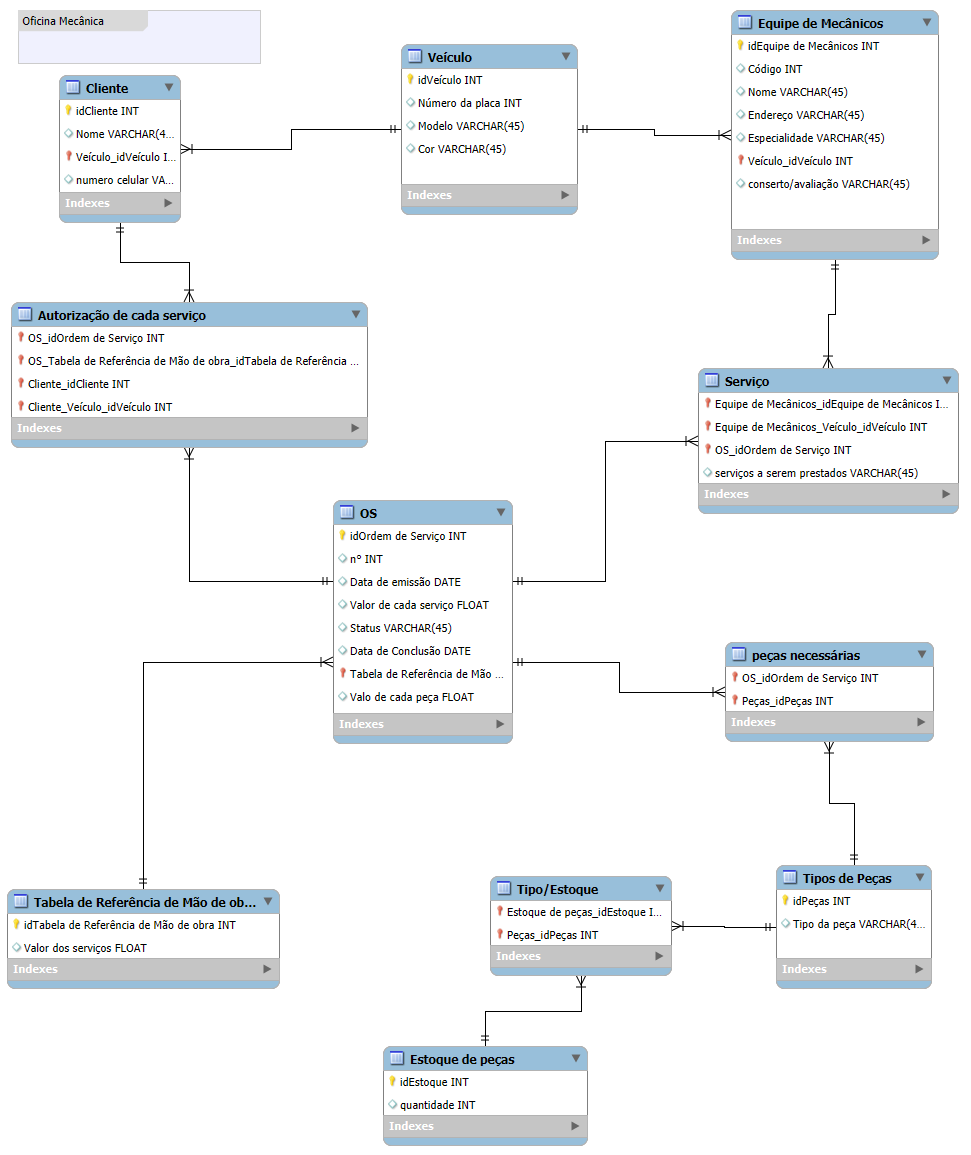 Oficina Mecânica
Cliente
idCliente INT
Nome VARCHAR(4...
Veículo_idVeículo I...
numero celular VA...
Indexes
Veículo
idVeículo INT
Número da placa INT
Modelo VARCHAR(45)
Cor VARCHAR(45)
Indexes
Equipe de Mecânicos
idEquipe de Mecânicos INT
Código INT
Nome VARCHAR(45)
Endereço VARCHAR(45)
Especialidade VARCHAR(45)
Veículo_idVeículo INT
conserto/avaliação VARCHAR(45)
Indexes
Autorização de cada serviço
OS_idOrdem de Serviço INT
OS_Tabela de Referência de Mão de obra_idTabela de Referência ...
Cliente_idCliente INT
Cliente_Veículo_idVeículo INT
Indexes
Serviço
Equipe de Mecânicos_idEquipe de Mecânicos I...
Equipe de Mecânicos_Veículo_idVeículo INT
OS_idOrdem de Serviço INT
serviços a serem prestados VARCHAR(45)
Indexes
OS
idOrdem de Serviço INT
n° INT
Data de emissão DATE
Valor de cada serviço FLOAT
Status VARCHAR(45)
Data de Conclusão DATE
Tabela de Referência de Mão ...
Valo de cada peça FLOAT
Indexes
peças necessárias
OS_idOrdem de Serviço INT
Peças_idPeças INT
Indexes
Tabela de Referência de Mão de ob...
idTabela de Referência de Mão de obra INT
Valor dos serviços FLOAT
Indexes
Tipo/Estoque
Estoque de peças_idEstoque I...
Peças_idPeças INT
Indexes
Tipos de Peças
idPeças INT
Tipo da peça VARCHAR(4...
Indexes
Estoque de peças
idEstoque INT
quantidade INT
Indexes